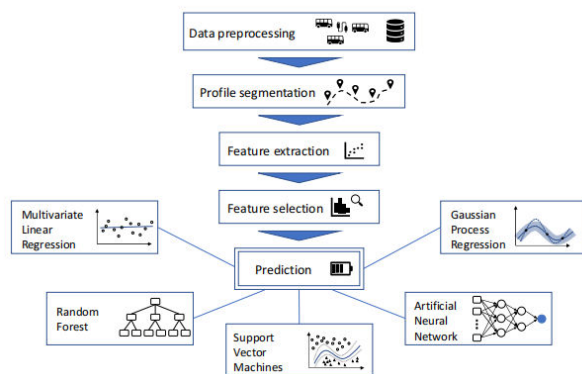 Data preprocessing
Profile segmentation
Feature extraction
Feature selection
Multivariate
Linear
Regression
Gaussian
Process
Regression
Prediction
Random
Forest
Support
Vector
Machines
Artificial
Neural
Network